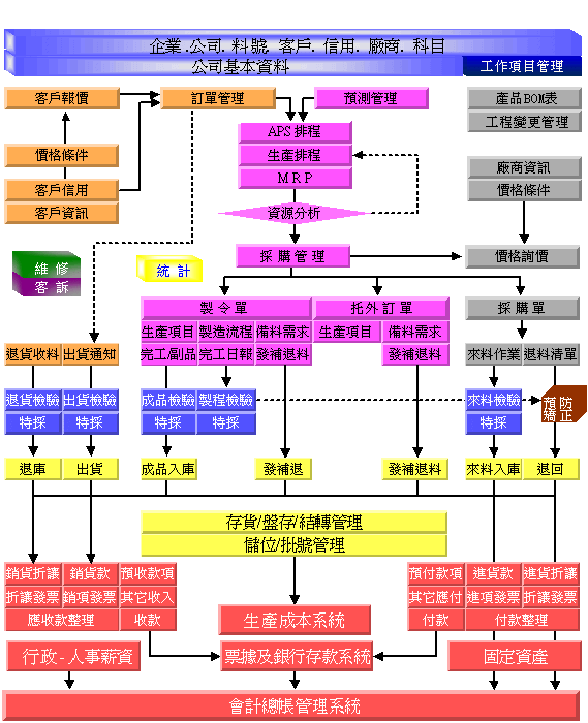 企業.公司.料號.客戶.信用.廠商.科目
公司基本資料
工作項目管理
客戶報價
訂單管理
預測管理
產品BOM表
APS 排程
工程變更管理
價格條件
生產排程
MRP
廠商資訊
客戶信用
價格條件
客戶資訊
資源分析
採購管理
價格詢價
維修
客訴
統計
製令單
托外訂單
採購單
生產項目 製造流程 備料需求
生產項目 備料需求
退貨收料 出貨通知
完工/副品 完工日報 發補退料
發補退料
來料作業 退料清單
退貨檢驗 出貨檢驗
成品檢驗 製程檢驗
來料檢驗
預防
矯正
特採 特採
特採 特採
特採
退庫 出貨
成品入庫
發補退
發補退料
來料入庫 退回
存貨/盤存/結轉管理
儲位/批號管理
銷貨折讓 銷貨款 預收款項
預付款項 進貨款 進貨折讓
折讓發票 銷項發票 其它收入
其它應付 進項發票 折讓發票
應收款整理 收款
生產成本系統
付款 付款整理
行政-人事薪資
票據及銀行存款系統
固定資產
會計總帳管理系統